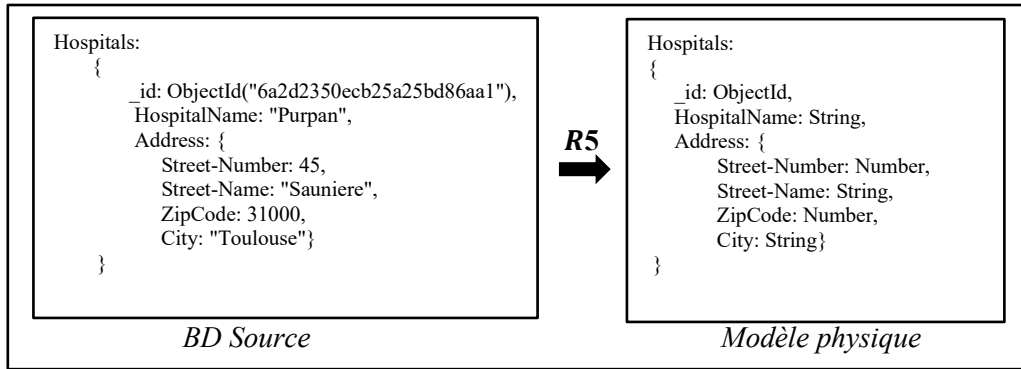 Hospitals:
{
_id: ObjectId("6a2d2350ecb25a25bd86aa1"),
HospitalName: "Purpan",
Address: {
Street-Number: 45,
Street-Name: "Sauniere",
ZipCode: 31000,
City: "Toulouse"}
}
BD Source
R5
Hospitals:
{
_id: ObjectId,
HospitalName: String,
Address: {
Street-Number: Number,
Street-Name: String,
ZipCode: Number,
City: String}
}
Modèle physique